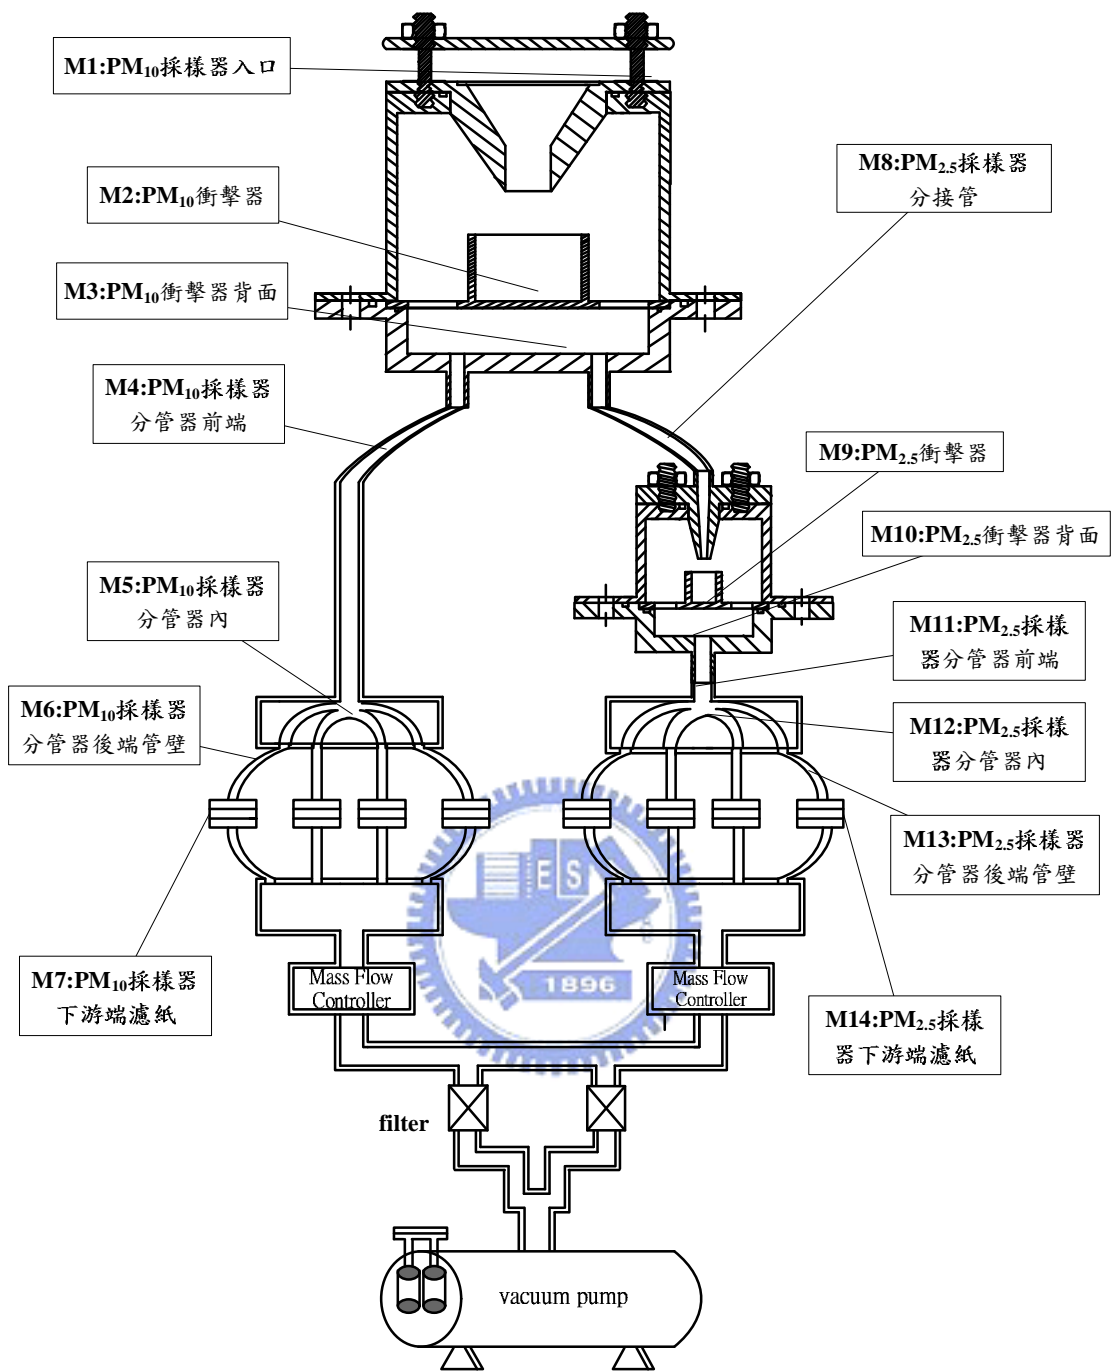 M1:PM10採樣器入口
M2:PM10衝擊器
M3:PM10衝擊器背面
M4:PM10採樣器
分管器前端
M5:PM10採樣器
分管器內
M6:PM10採樣器
分管器後端管壁
M7:PM10採樣器
下游端濾紙
M8:PM2.5採樣器
分接管
M9:PM2.5衝擊器
M10:PM2.5衝擊器背面
M11:PM2.5採樣
器分管器前端
M12:PM2.5採樣
器分管器內
M13:PM2.5採樣器
分管器後端管壁
M14:PM2.5採樣
器下游端濾紙
ES
1896
Mass Flow
Controller
Mass Flow
Controller
filter
vacuum pump